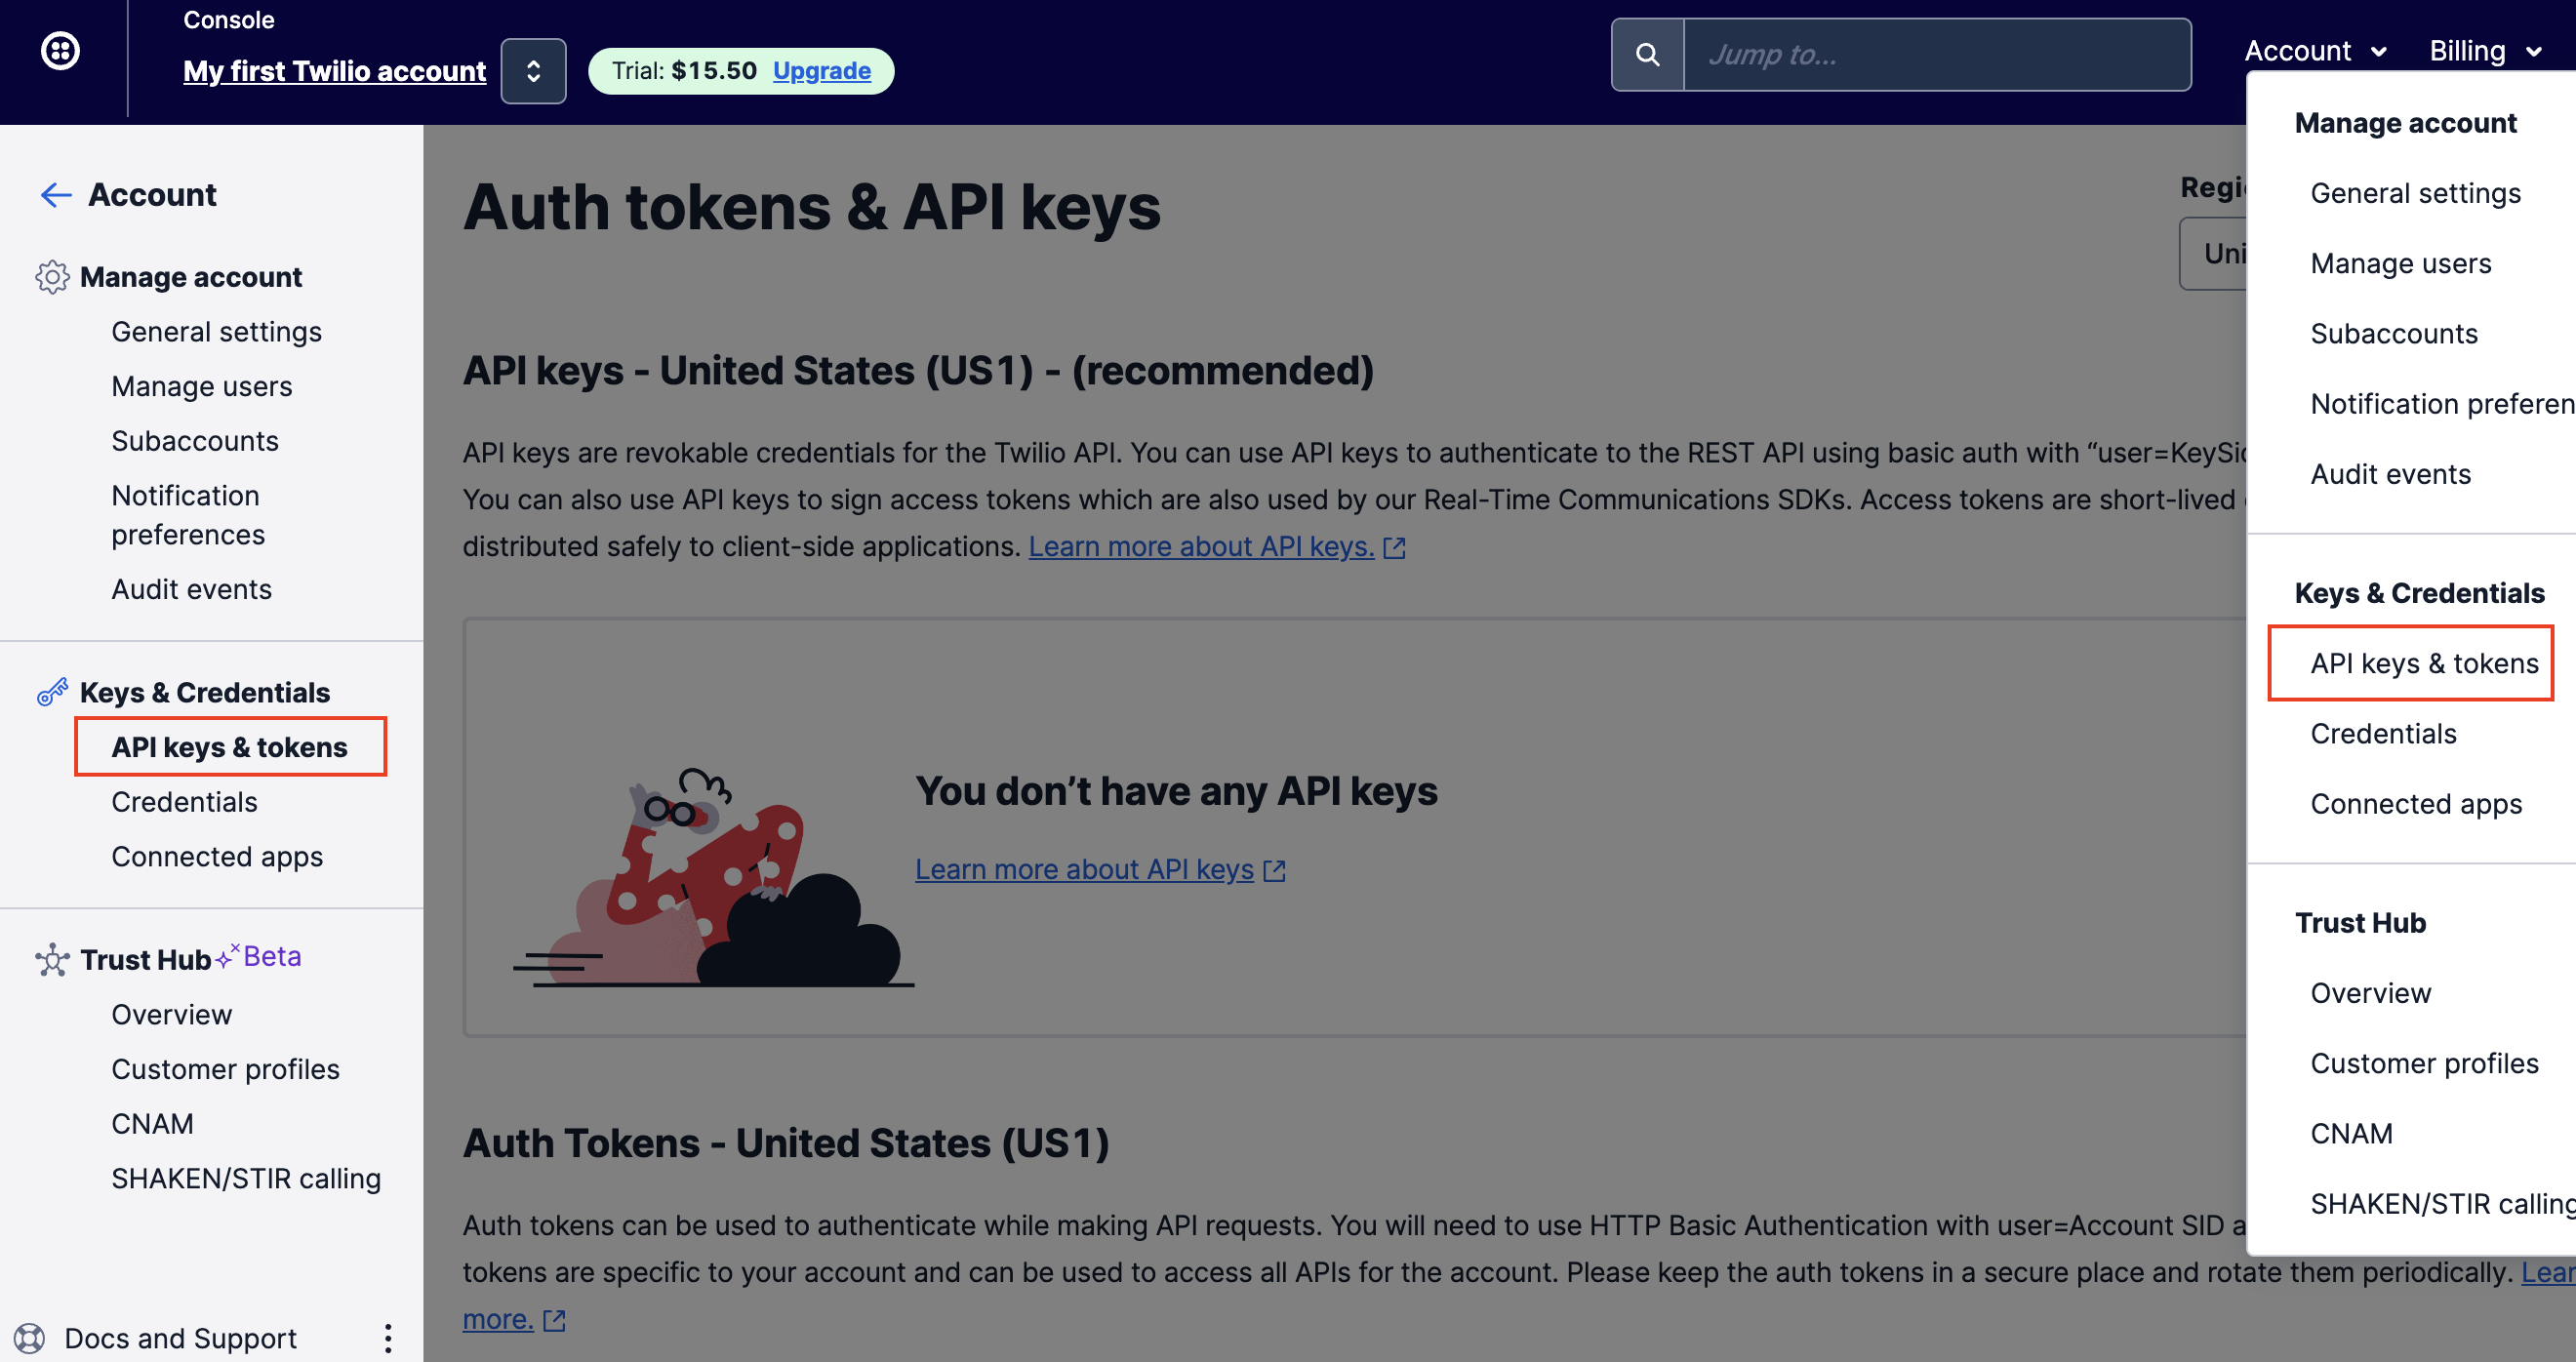 Console
My first Twilio account
Trial: $15.50 Upgrade
Jump to...
Account
Billing
Account
Manage account
General settings
Manage users
Subaccounts
Notification
preferences
Audit events
Keys & Credentials
API keys & tokens
Credentials
Connected apps
Trust Hub Beta
Overview
Customer profiles
CNAM
SHAKEN/STIR calling
Docs and Support
Auth tokens & API keys
API keys - United States (US1) - (recommended)
API keys are revokable credentials for the Twilio API. You can use API keys to authenticate to the REST API using basic auth with “user=KeySi
You can also use API keys to sign access tokens which are also used by our Real-Time Communications SDKs. Access tokens are short-lived
distributed safely to client-side applications. Learn more about API keys.
You don’t have any API keys
Learn more about API keys
Auth Tokens - United States (US1)
Auth tokens can be used to authenticate while making API requests. You will need to use HTTP Basic Authentication with user=Account SID a
tokens are specific to your account and can be used to access all APIs for the account. Please keep the auth tokens in a secure place and rotate them periodically. Lear
more.
Regi
Uni
Manage account
General settings
Manage users
Subaccounts
Notification preferen
Audit events
Keys & Credentials
API keys & tokens
Credentials
Connected apps
Trust Hub
Overview
Customer profiles
CNAM
SHAKEN/STIR calling